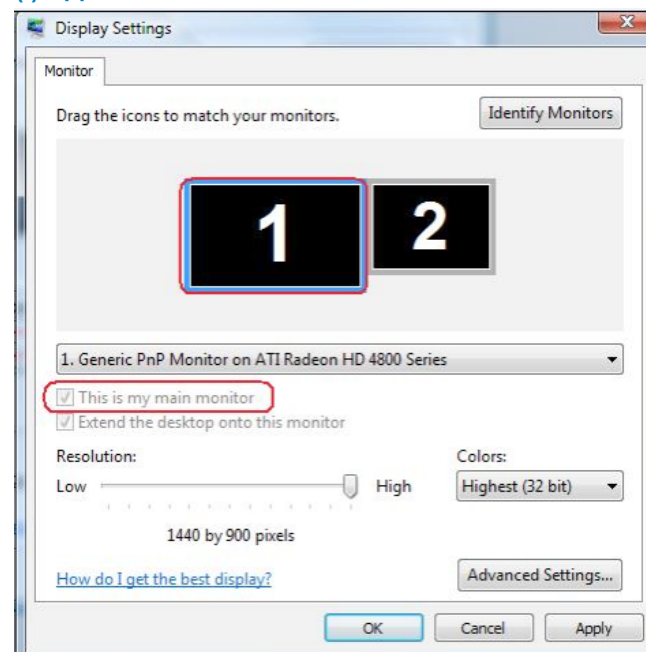 Display Settings
Monitor
Drag the icons to match your monitors.
Identify Monitors
1
2
1. Generic PnP Monitor on ATI Radeon HD 4800 Series
This is my main monitor
Extend the desktop onto this monitor
Resolution:
Colors:
Low
High
Highest (32 bit)
1440 by 900 pixels
How do I get the best display?
Advanced Settings...
OK
Cancel
Apply